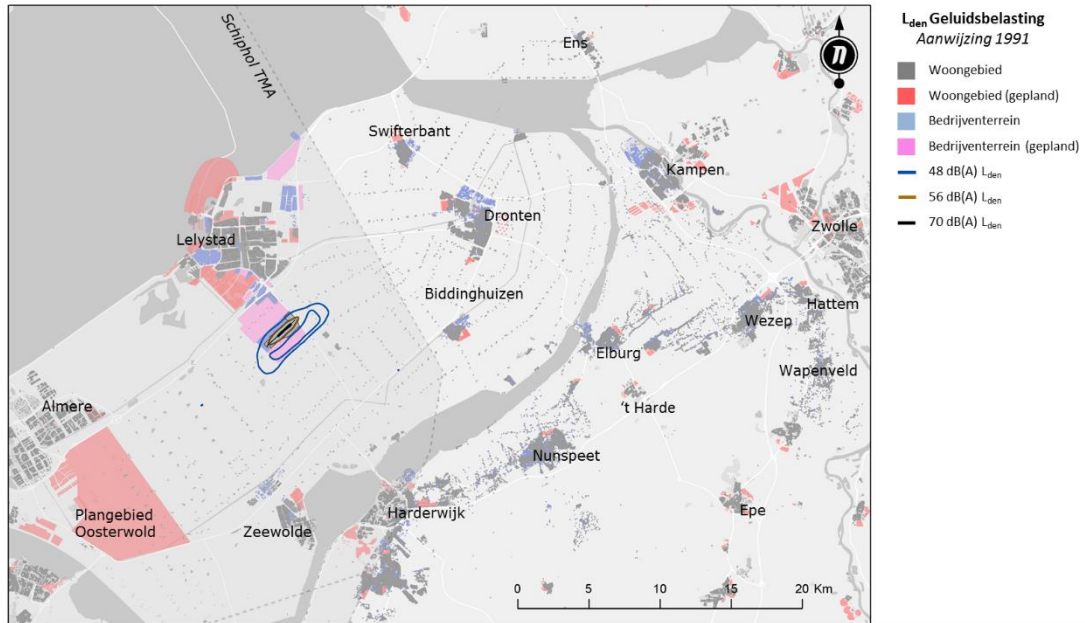 Schiphol TMA
Ens
Swifterbant
Kampen
Dronten
Zwolle
Lelystad
Biddinghuizen
Hattem
Wezep
Elburg
Wapenveld
Almere
't Harde
Nunspeet
Plangebied
Oosterwold
Zeewolde
Harderwijk
Epe
0 5 10 15 20 Km
Lden Geluidsbelasting
Aanwijzing 1991
Woongebied
Woongebied (gepland)
Bedrijventerrein
Bedrijventerrein (gepland)
48 dB(A) Lden
56 dB(A) Lden
70 dB(A) Lden